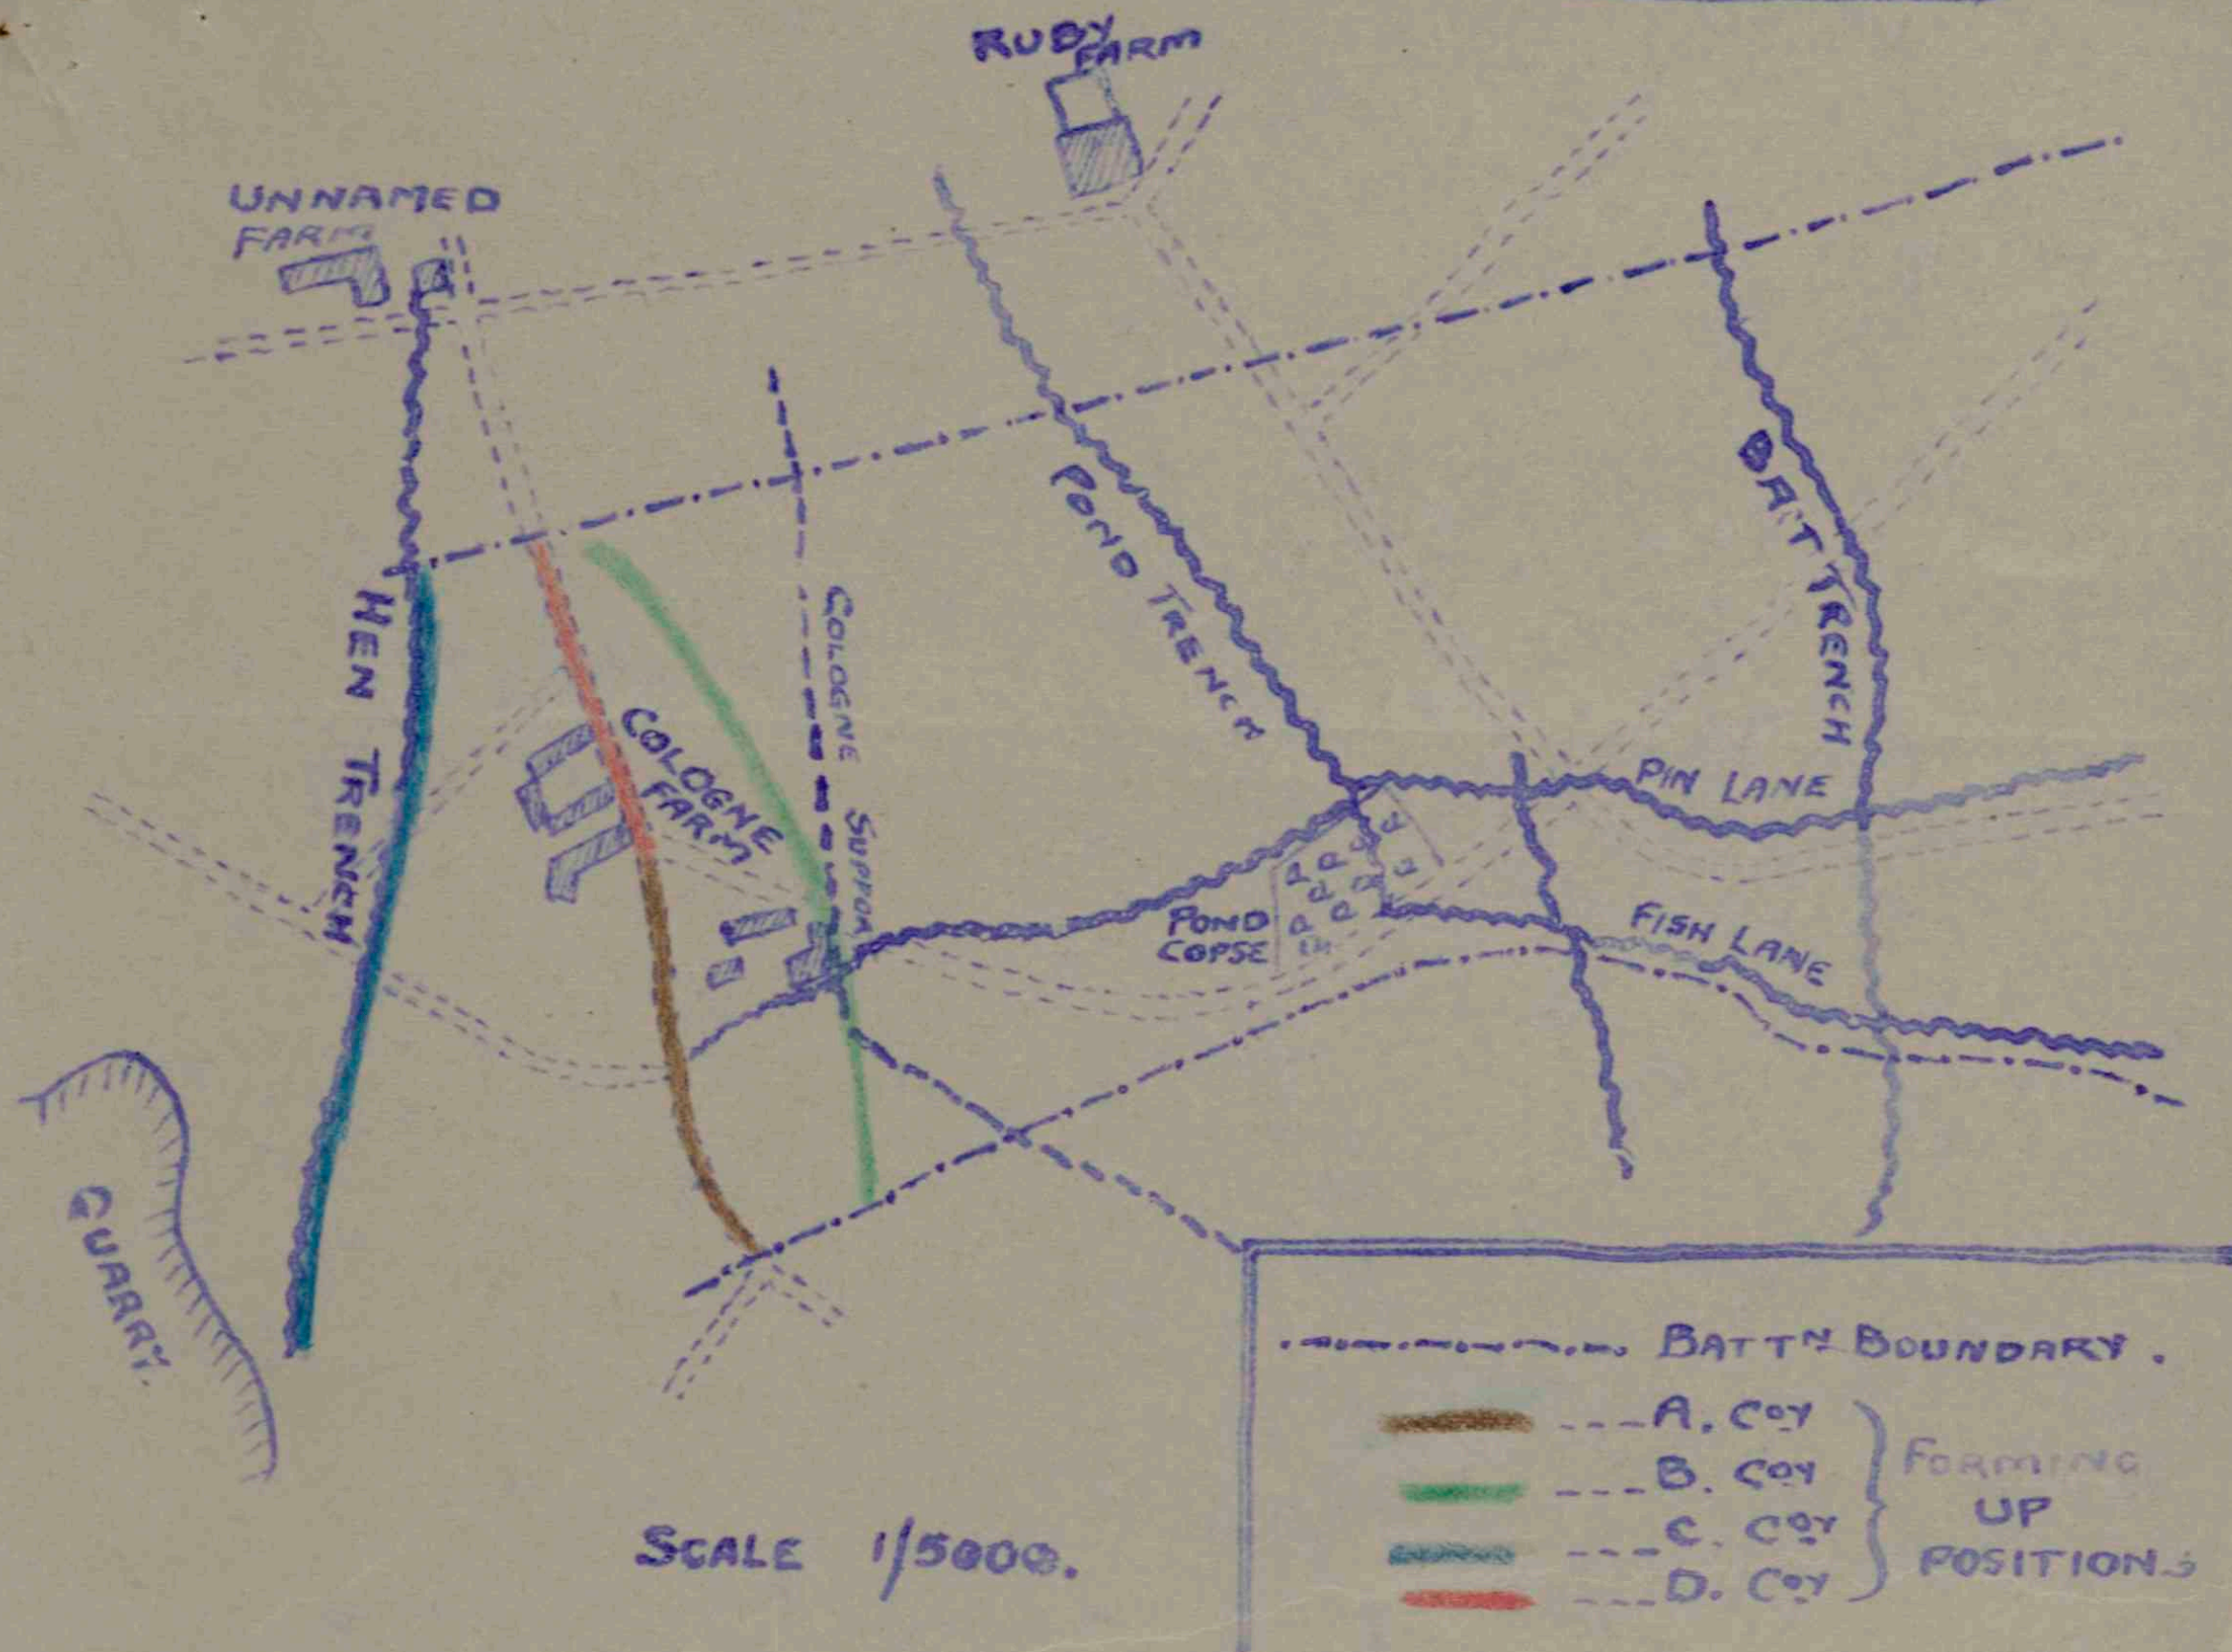 RUBY
FARM
UNNAMED
FARM
HEN TRENCH
COLOGNE
FARM
COLOGNE SUPPORT
POND TRENCH
BAIT TRENCH
PIN LANE
POND
COPSE
FISH LANE
QUARRY.
SCALE 1/5000.
BATTN BOUNDARY.
---A. COY
---B. COY
---C. COY
---D. COY
FORMING
UP
POSITIONS